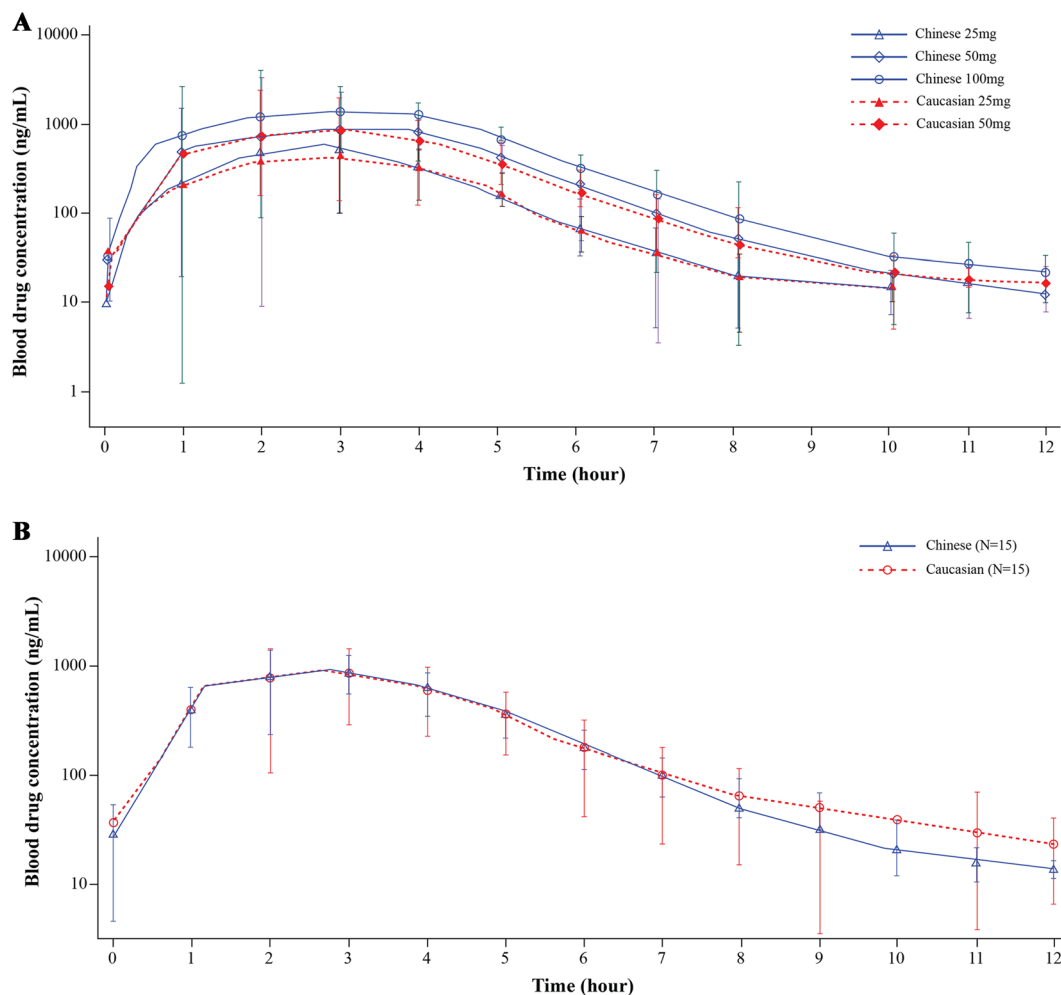 A
10000
1000
100
10
1
Blood drug concentration (ng/mL)
Chinese 25mg
Chinese 50mg
Chinese 100mg
Caucasian 25mg
Caucasian 50mg
0 1 2 3 4 5 6 7 8 9 10 11 12
Time (hour)
B
10000
1000
100
10
Blood drug concentration (ng/mL)
Chinese (N=15)
Caucasian (N=15)
0 1 2 3 4 5 6 7 8 9 10 11 12
Time (hour)